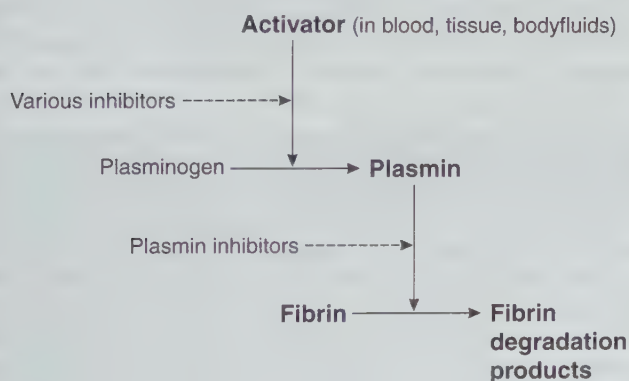 Activator (in blood, tissue, bodyfluids)
Various inhibitors
Plasminogen
Plasmin
Plasmin inhibitors
Fibrin
Fibrin
degradation
products